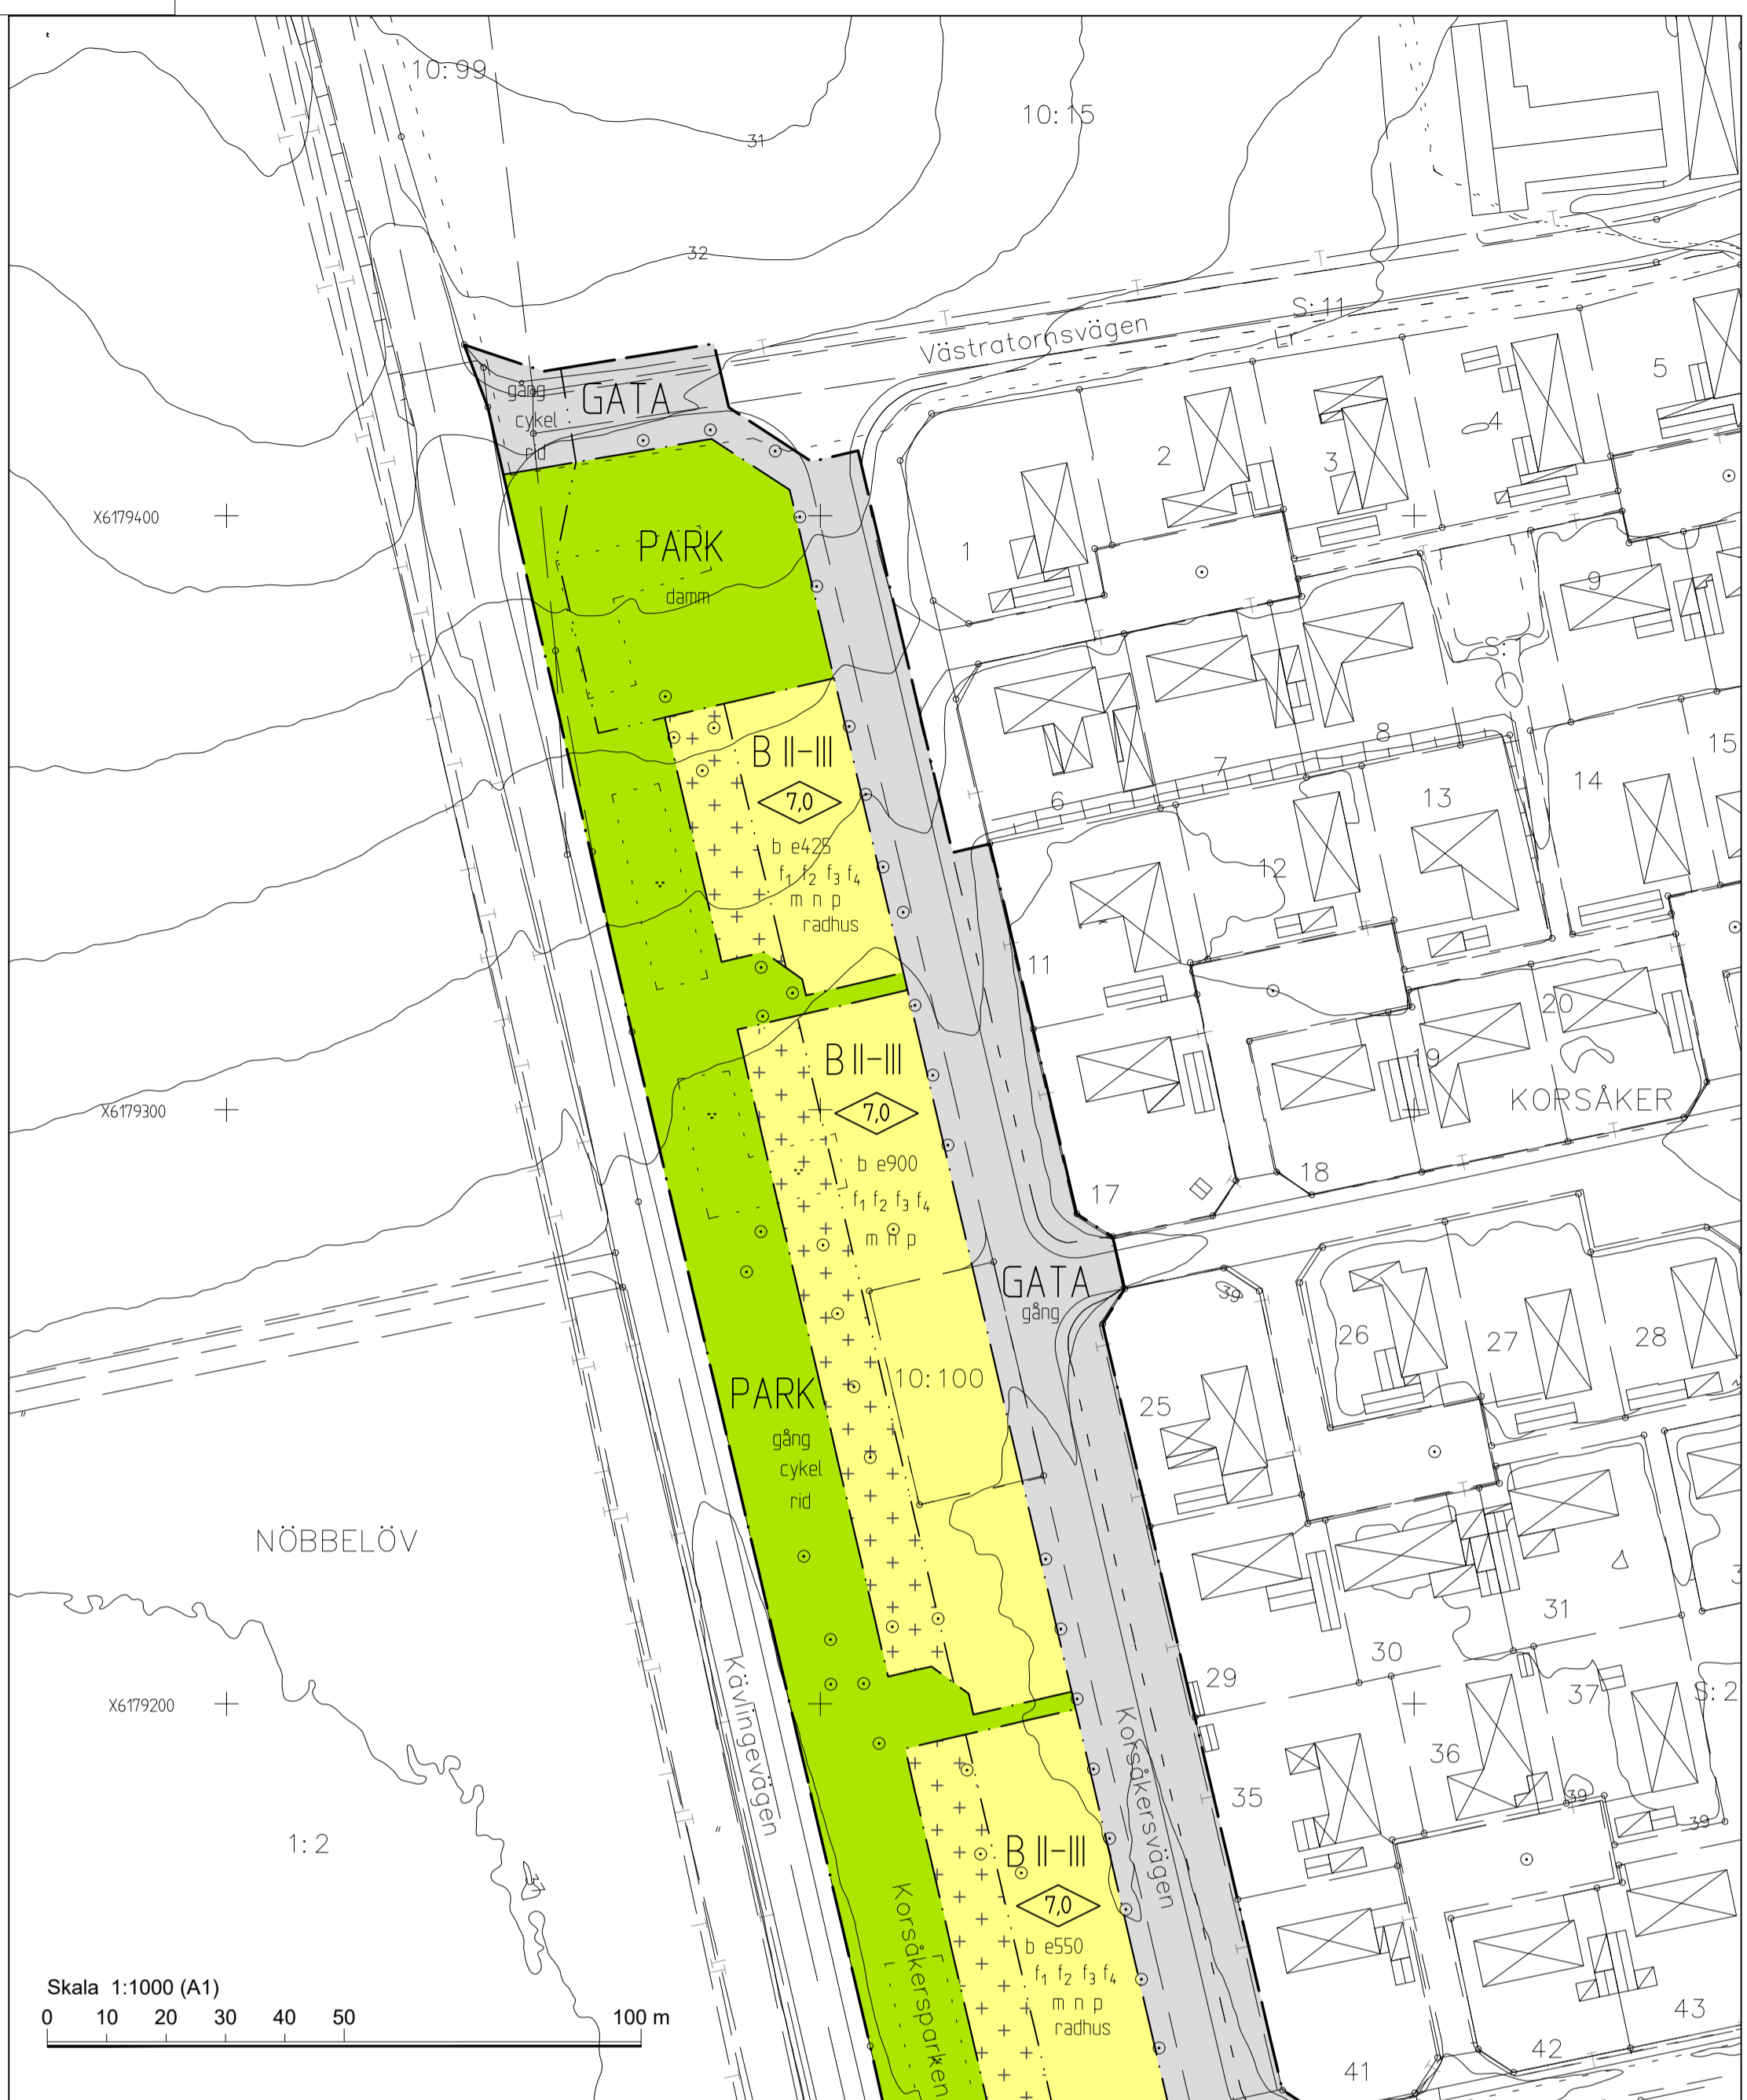 10:99
10:15
31
32
S:11
Lr
Västratornsvägen
5
gång
cykel
rid
GATA
4
2
3
X6179400
1
PARK
damm
9
S:
B II-III
7,0
b e425
f1 f2 f3 f4
m n p
radhus
8
7
6
15
14
13
12
11
20
19
KORSÅKER
18
17
X6179300
B II-III
7,0
b e900
f1 f2 f3 f4
m n p
GATA
gång
39
26
27
28
25
10:100
PARK
gång
cykel
rid
NÖBBELÖV
31
30
29
37
S:2
36
35
39
39
X6179200
Kävlingevägen
Korsåkersvägen
B II-III
7,0
b e550
f1 f2 f3 f4
m n p
radhus
Korsåkersparken
1:2
37
43
42
41
Skala 1:1000 (A1)
0 10 20 30 40 50 100 m